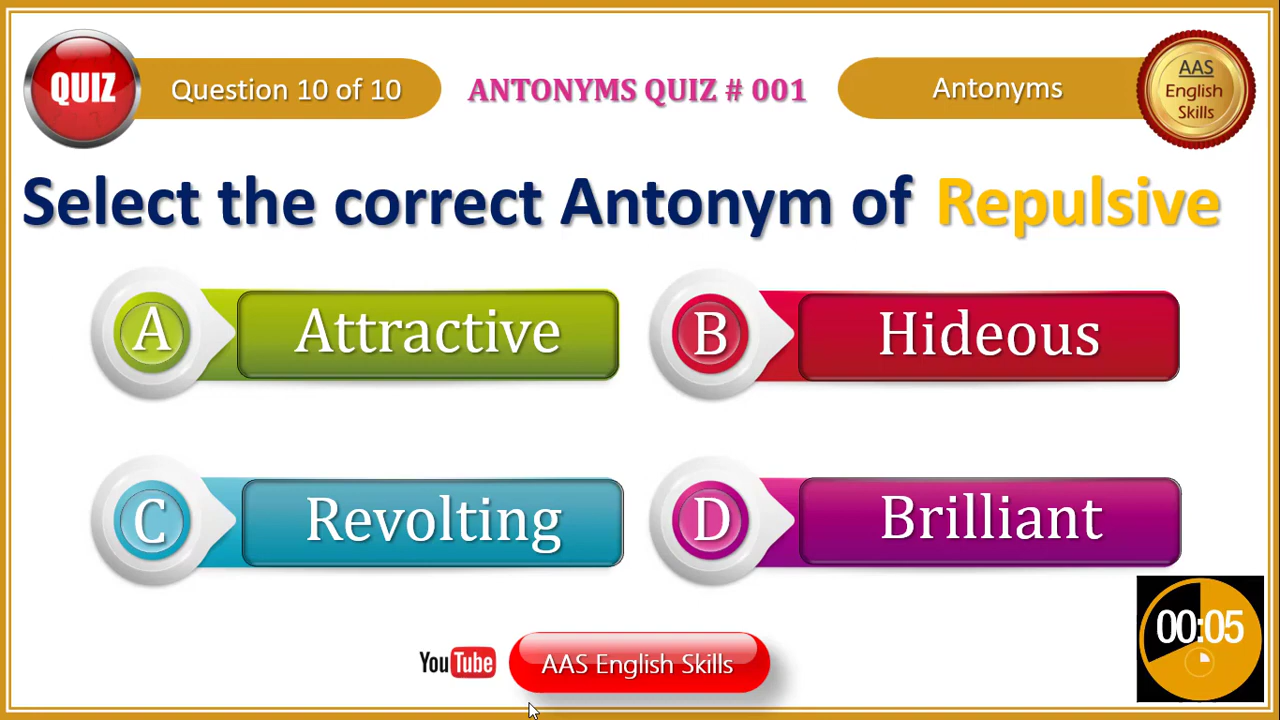 QUIZ
Question 10 of 10
ANTONYMS QUIZ # 001
Antonyms
AAS
English
Skills
Select the correct Antonym of Repulsive
A Attractive
B Hideous
C Revolting
D Brilliant
00:05
YouTube AAS English Skills